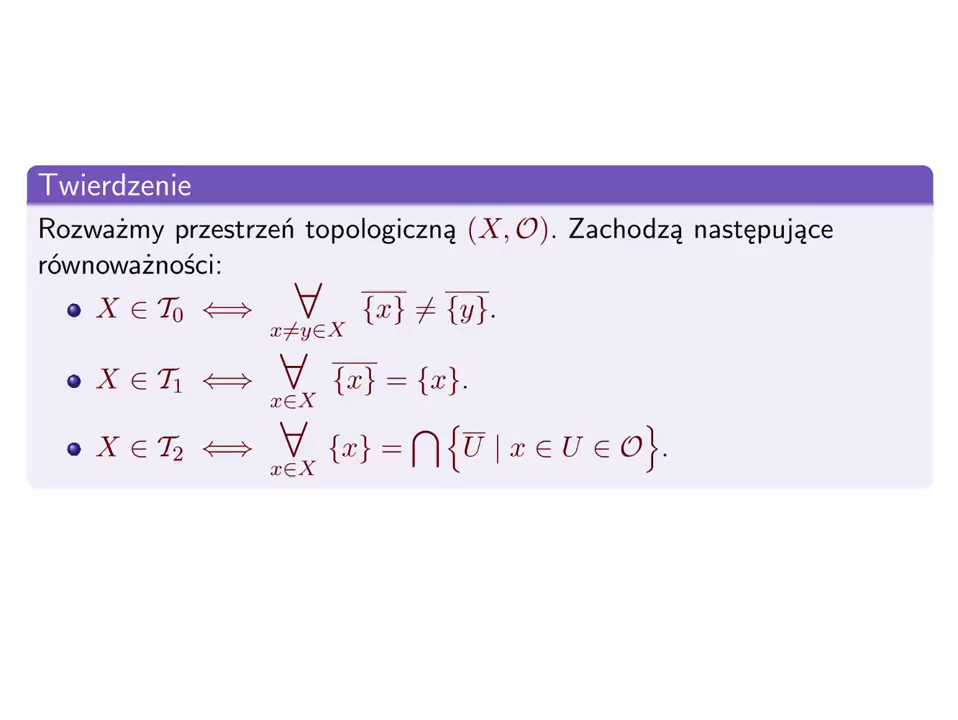 Twierdzenie
Rozważmy przestrzeń topologiczną (X, 𝒪). Zachodzą następujące
równoważności:
• X ∈ 𝒯₀ ⟺ ∀_{x≠y∈X} \overline{{x}} ≠ \overline{{y}}.
• X ∈ 𝒯₁ ⟺ ∀_{x∈X} \overline{{x}} = {x}.
• X ∈ 𝒯₂ ⟺ ∀_{x∈X} {x} = ⋂ {\overline{U} | x ∈ U ∈ 𝒪}.